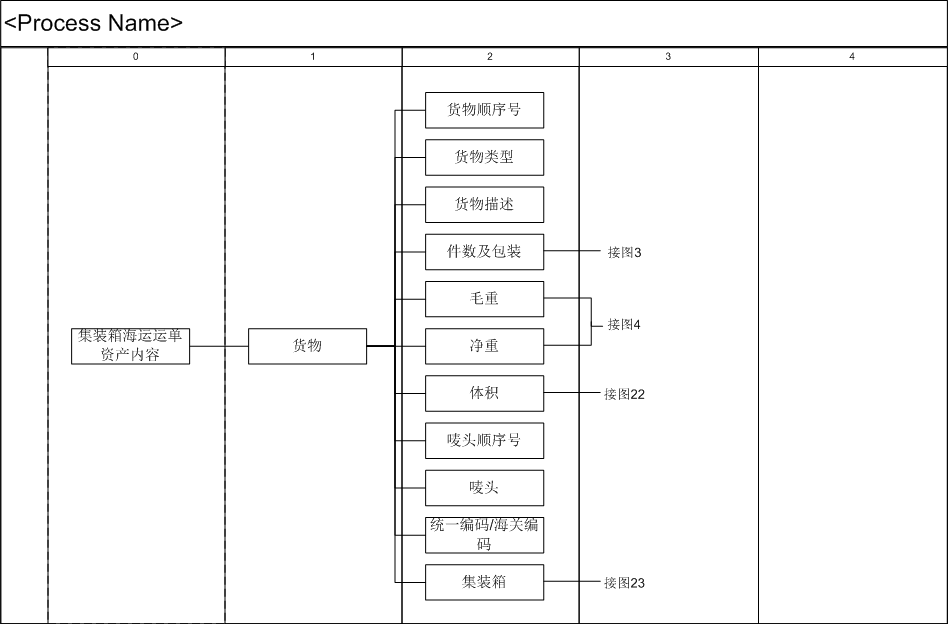 <Process Name>
0
1
2
3
4
货物顺序号
货物类型
货物描述
件数及包装
接图3
毛重
接图4
集装箱海运运单
资产内容
货物
净重
体积
接图22
唛头顺序号
唛头
统一编码/海关编
码
集装箱
接图23